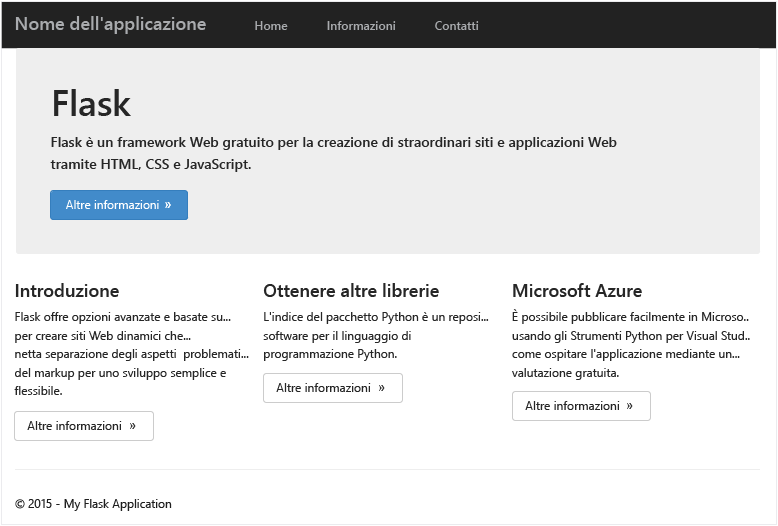 Nome dell'applicazione Home Informazioni Contatti
Flask
Flask è un framework Web gratuito per la creazione di straordinari siti e applicazioni Web
tramite HTML, CSS e JavaScript.
Altre informazioni »
Introduzione
Flask offre opzioni avanzate e basate su...
per creare siti Web dinamici che...
netta separazione degli aspetti problemati...
del markup per uno sviluppo semplice e
flessibile.
Altre informazioni »
Ottenere altre librerie
L'indice del pacchetto Python è un reposi...
software per il linguaggio di
programmazione Python.
Altre informazioni »
Microsoft Azure
È possibile pubblicare facilmente in Microso..
usando gli Strumenti Python per Visual Stud..
come ospitare l'applicazione mediante un...
valutazione gratuita.
Altre informazioni »
© 2015 - My Flask Application